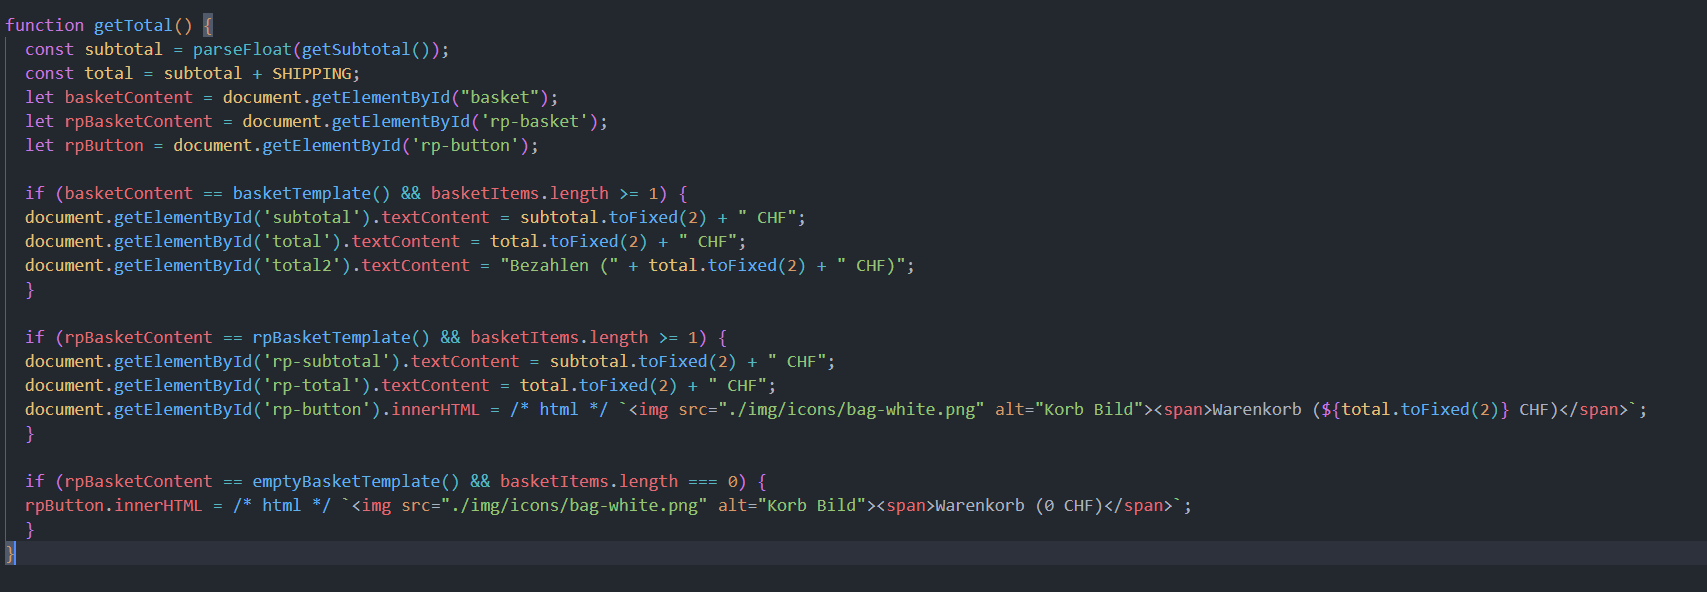 function getTotal() {
  const subtotal = parseFloat(getSubtotal());
  const total = subtotal + SHIPPING;
  let basketContent = document.getElementById("basket");
  let rpBasketContent = document.getElementById('rp-basket');
  let rpButton = document.getElementById('rp-button');

  if (basketContent == basketTemplate() && basketItems.length >= 1) {
  document.getElementById('subtotal').textContent = subtotal.toFixed(2) + " CHF";
  document.getElementById('total').textContent = total.toFixed(2) + " CHF";
  document.getElementById('total2').textContent = "Bezahlen (" + total.toFixed(2) + " CHF)";
  }

  if (rpBasketContent == rpBasketTemplate() && basketItems.length >= 1) {
  document.getElementById('rp-subtotal').textContent = subtotal.toFixed(2) + " CHF";
  document.getElementById('rp-total').textContent = total.toFixed(2) + " CHF";
  document.getElementById('rp-button').innerHTML = /* html */ `<img src="./img/icons/bag-white.png" alt="Korb Bild"><span>Warenkorb (${total.toFixed(2)} CHF)</span>`;
  }

  if (rpBasketContent == emptyBasketTemplate() && basketItems.length === 0) {
  rpButton.innerHTML = /* html */ `<img src="./img/icons/bag-white.png" alt="Korb Bild"><span>Warenkorb (0 CHF)</span>`;
  }
}